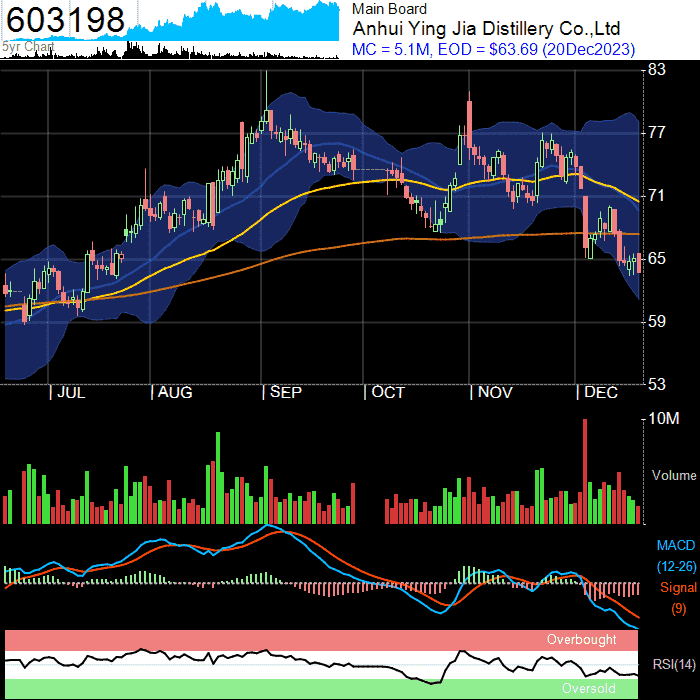 603198
5yr Chart
Main Board
Anhui Ying Jia Distillery Co.,Ltd
MC = 5.1M, EOD = $63.69 (20Dec2023)
83
77
71
65
59
53
| JUL | AUG | SEP | OCT | NOV | DEC
10M
Volume
MACD
(12-26)
Signal
(9)
Overbought
RSI(14)
Oversold